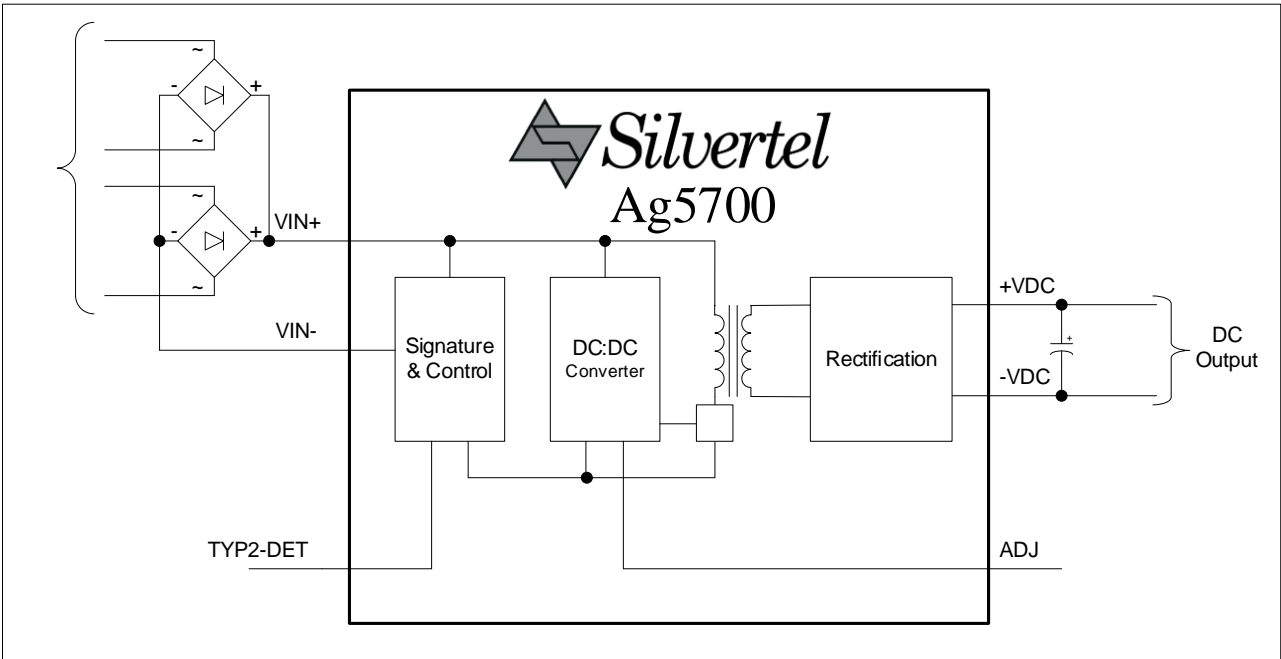 ~
- +
~
~
- +
~
VIN+
VIN-
Silvertel
Ag5700
Signature
& Control
DC:DC
Converter
Rectification
+VDC
+
-VDC
DC
Output
TYP2-DET
ADJ